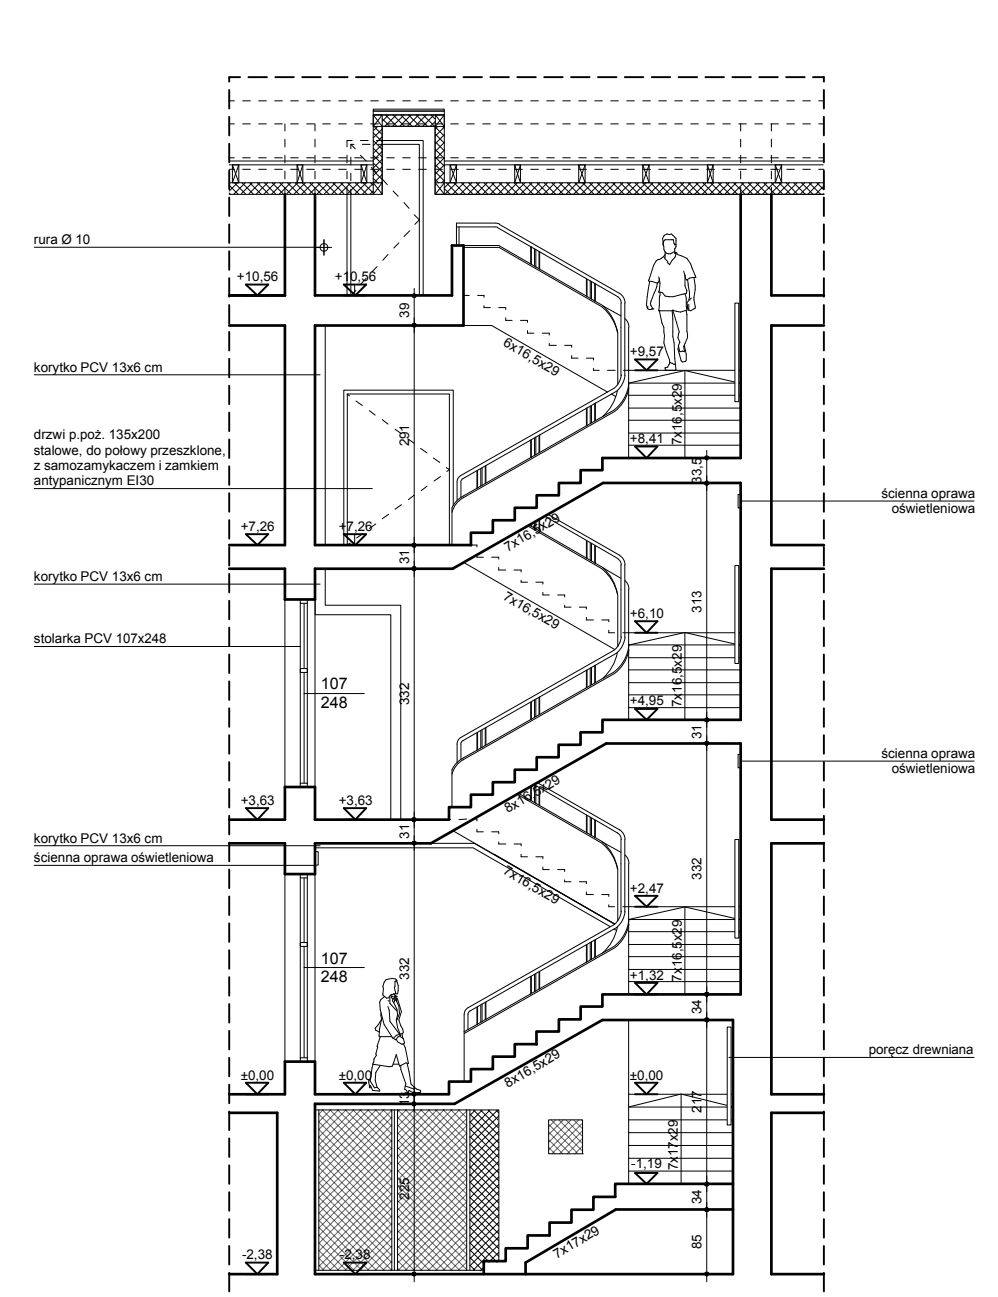 rura Ø 10
+10,56
+10,56
39
korytko PCV 13x6 cm
6x16,5x29
+9,57
7x16,5x29
drzwi p.poż. 135x200
stalowe, do połowy przeszklone,
z samozamykaczem i zamkiem
antypanicznym EI30
291
+8,41
33,5
ścienna oprawa
oświetleniowa
+7,26
+7,26
7x16,5x29
31
korytko PCV 13x6 cm
7x16,5x29
313
+6,10
stolarka PCV 107x248
7x16,5x29
107
248
332
+4,95
31
ścienna oprawa
oświetleniowa
8x16,5x29
+3,63
+3,63
31
korytko PCV 13x6 cm
ścienna oprawa oświetleniowa
7x16,5x29
332
+2,47
7x16,5x29
107
248
332
+1,32
34
poręcz drewniana
8x16,5x29
±0,00
±0,00
±0,00
13
217
7x17x29
-1,19
225
34
85
7x17x29
-2,38
-2,38